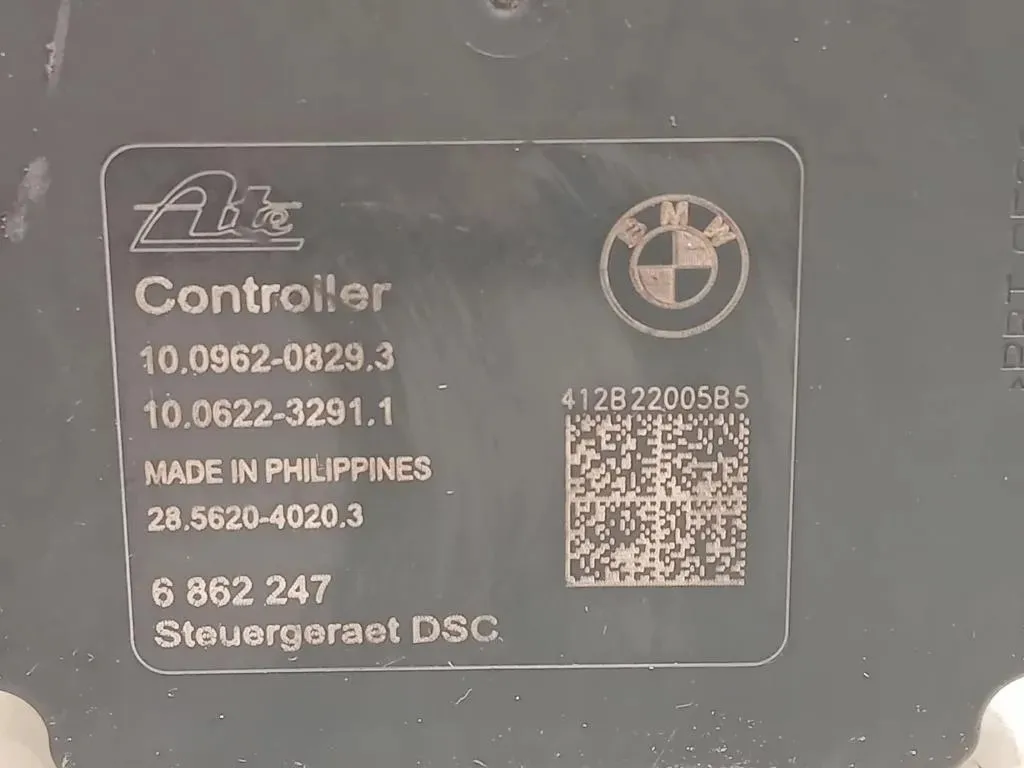 Ate
BMW
Controller
10.0962-0829.3
10.0622-3291.1
412B22005B5
MADE IN PHILIPPINES
28.5620-4020.3
6 862 247
Steuergeraet DSC